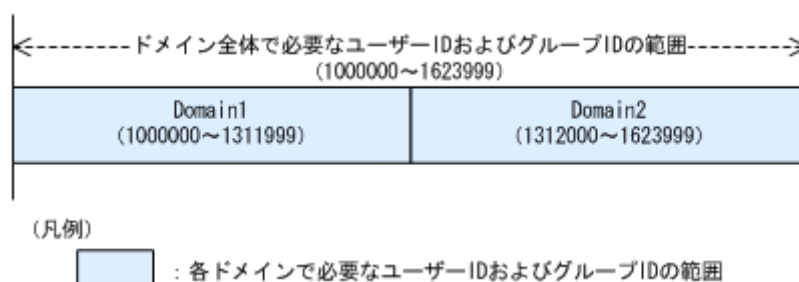 <---------ドメイン全体で必要なユーザーIDおよびグループIDの範囲--------->
(1000000～1623999)
Domain1
(1000000～1311999)
Domain2
(1312000～1623999)
(凡例)
：各ドメインで必要なユーザーIDおよびグループIDの範囲